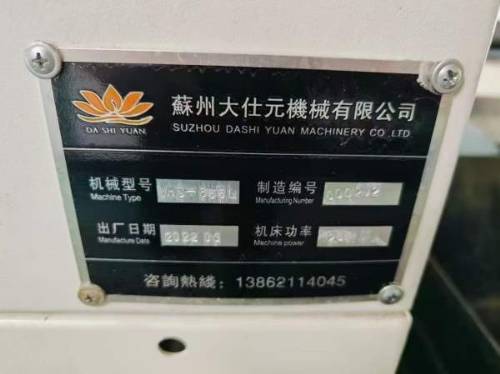 蘇州大仕元機械有限公司
DA SHI YUAN
SUZHOU DASHI YUAN MACHINERY CO LTD
机械型号
Machine Type
制造编号
Manufacturing Number
出厂日期
Manufacture Date
2022 03
机床功率
Machine power
咨詢熱綫：13862114045